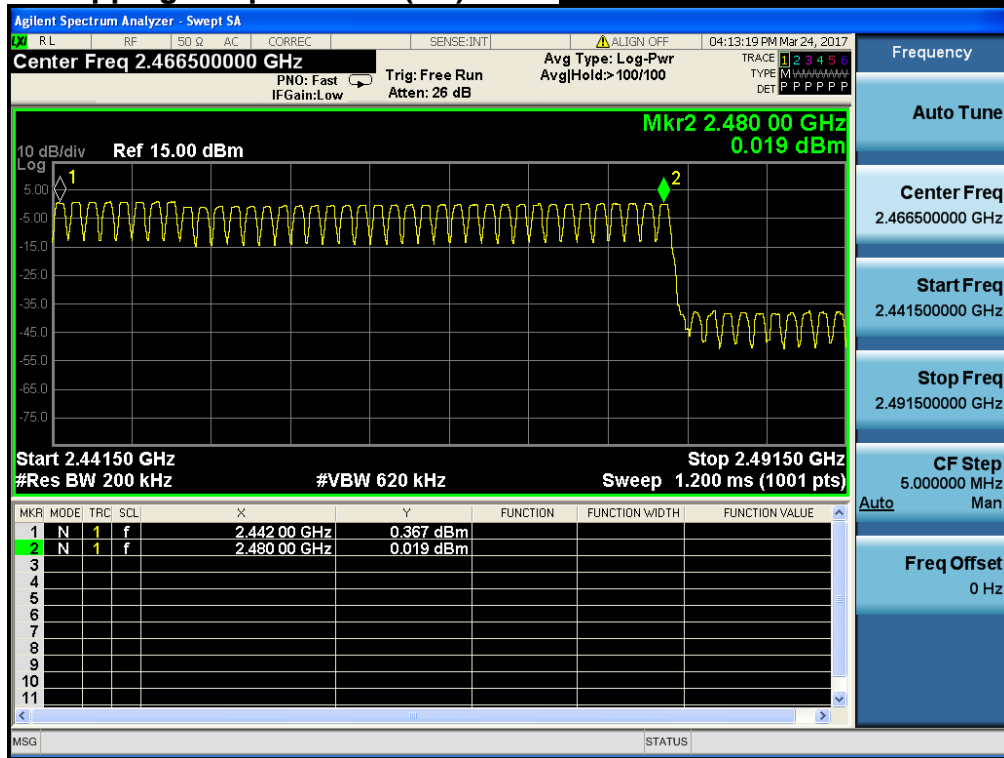 Agilent Spectrum Analyzer - Swept SA
LXI RL RF 50 Ω AC CORREC SENSE:INT ALIGN OFF 04:13:19 PM Mar 24, 2017
Center Freq 2.466500000 GHz
PNO: Fast
IFGain:Low
Trig: Free Run
Atten: 26 dB
Avg Type: Log-Pwr
Avg|Hold:>100/100
TRACE 1 2 3 4 5 6
TYPE M WWWWW
DET P P P P P P
Mkr2 2.480 00 GHz
0.019 dBm
10 dB/div Ref 15.00 dBm
Log
1
2
5.00
-5.00
-15.0
-25.0
-35.0
-45.0
-55.0
-65.0
-75.0
Start 2.44150 GHz Stop 2.49150 GHz
#Res BW 200 kHz #VBW 620 kHz Sweep 1.200 ms (1001 pts)
MKR MODE TRC SCL X Y FUNCTION FUNCTION WIDTH FUNCTION VALUE
1 N 1 f 2.442 00 GHz 0.367 dBm
2 N 1 f 2.480 00 GHz 0.019 dBm
3
4
5
6
7
8
9
10
11
MSG STATUS
Frequency
Auto Tune
Center Freq
2.466500000 GHz
Start Freq
2.441500000 GHz
Stop Freq
2.491500000 GHz
CF Step
5.000000 MHz
Auto Man
Freq Offset
0 Hz